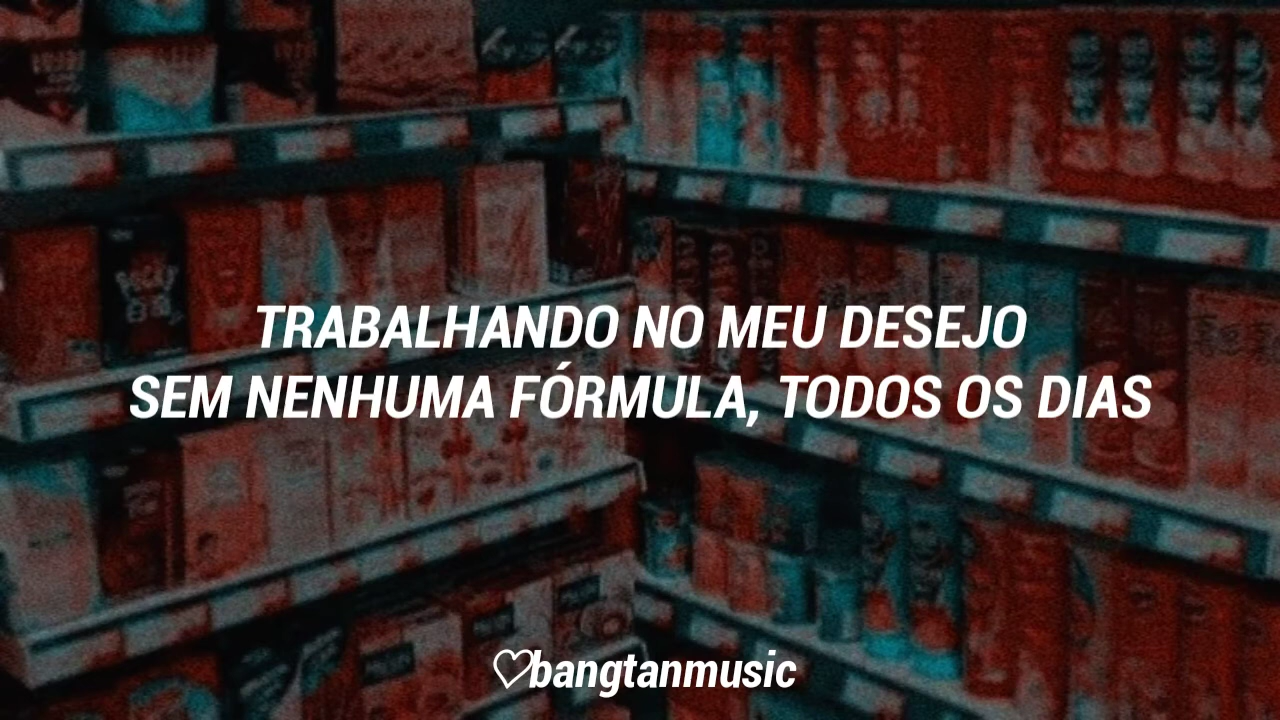 TRABALHANDO NO MEU DESEJO
SEM NENHUMA FÓRMULA, TODOS OS DIAS
♡bangtanmusic